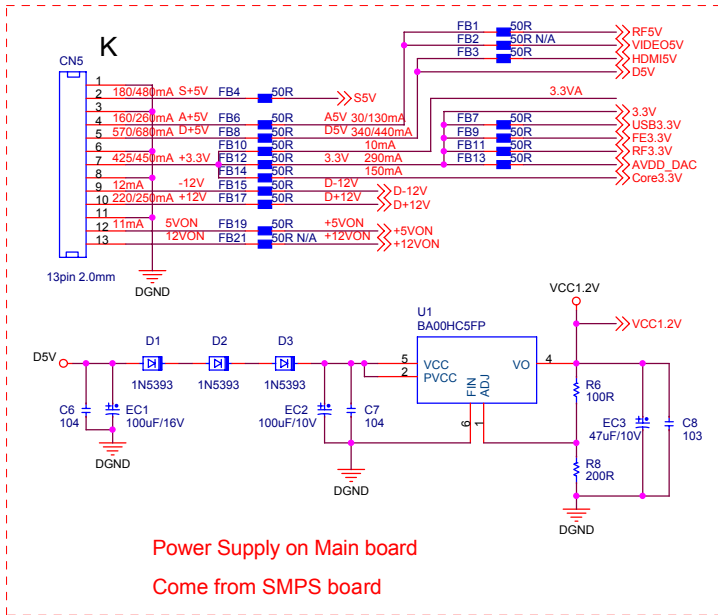 K
CN5
FB1 50R RF5V
FB2 50R N/A VIDEO5V
FB3 50R HDMI5V
D5V
1
2 180/480mA S+5V FB4 50R S5V
3
4 160/260mA A+5V FB6 50R A5V 30/130mA
5 570/680mA D+5V FB8 50R D5V 340/440mA
6
7 425/450mA +3.3V
8
9 12mA -12V FB15 50R D-12V D-12V
10 220/250mA +12V FB17 50R D+12V D+12V
11
12 11mA 5VON FB19 50R +5VON +5VON
13 12VON FB21 50R N/A +12VON +12VON
FB10 50R 10mA 3.3VA
FB12 50R 3.3V 290mA
FB14 50R 150mA
3.3V
FB7 50R USB3.3V
FB9 50R FE3.3V
FB11 50R RF3.3V
FB13 50R AVDD_DAC
Core3.3V
13pin 2.0mm
DGND
VCC1.2V
VCC1.2V
U1
BA00HC5FP
D5V
D1
1N5393
D2
1N5393
D3
1N5393
5 VCC
2 PVCC
VO 4
FIN
ADJ
6
1
C6
104
EC1
100uF/16V
DGND
EC2
100uF/10V
C7
104
DGND
R6
100R
R8
200R
EC3
47uF/10V
C8
103
DGND
Power Supply on Main board
Come from SMPS board